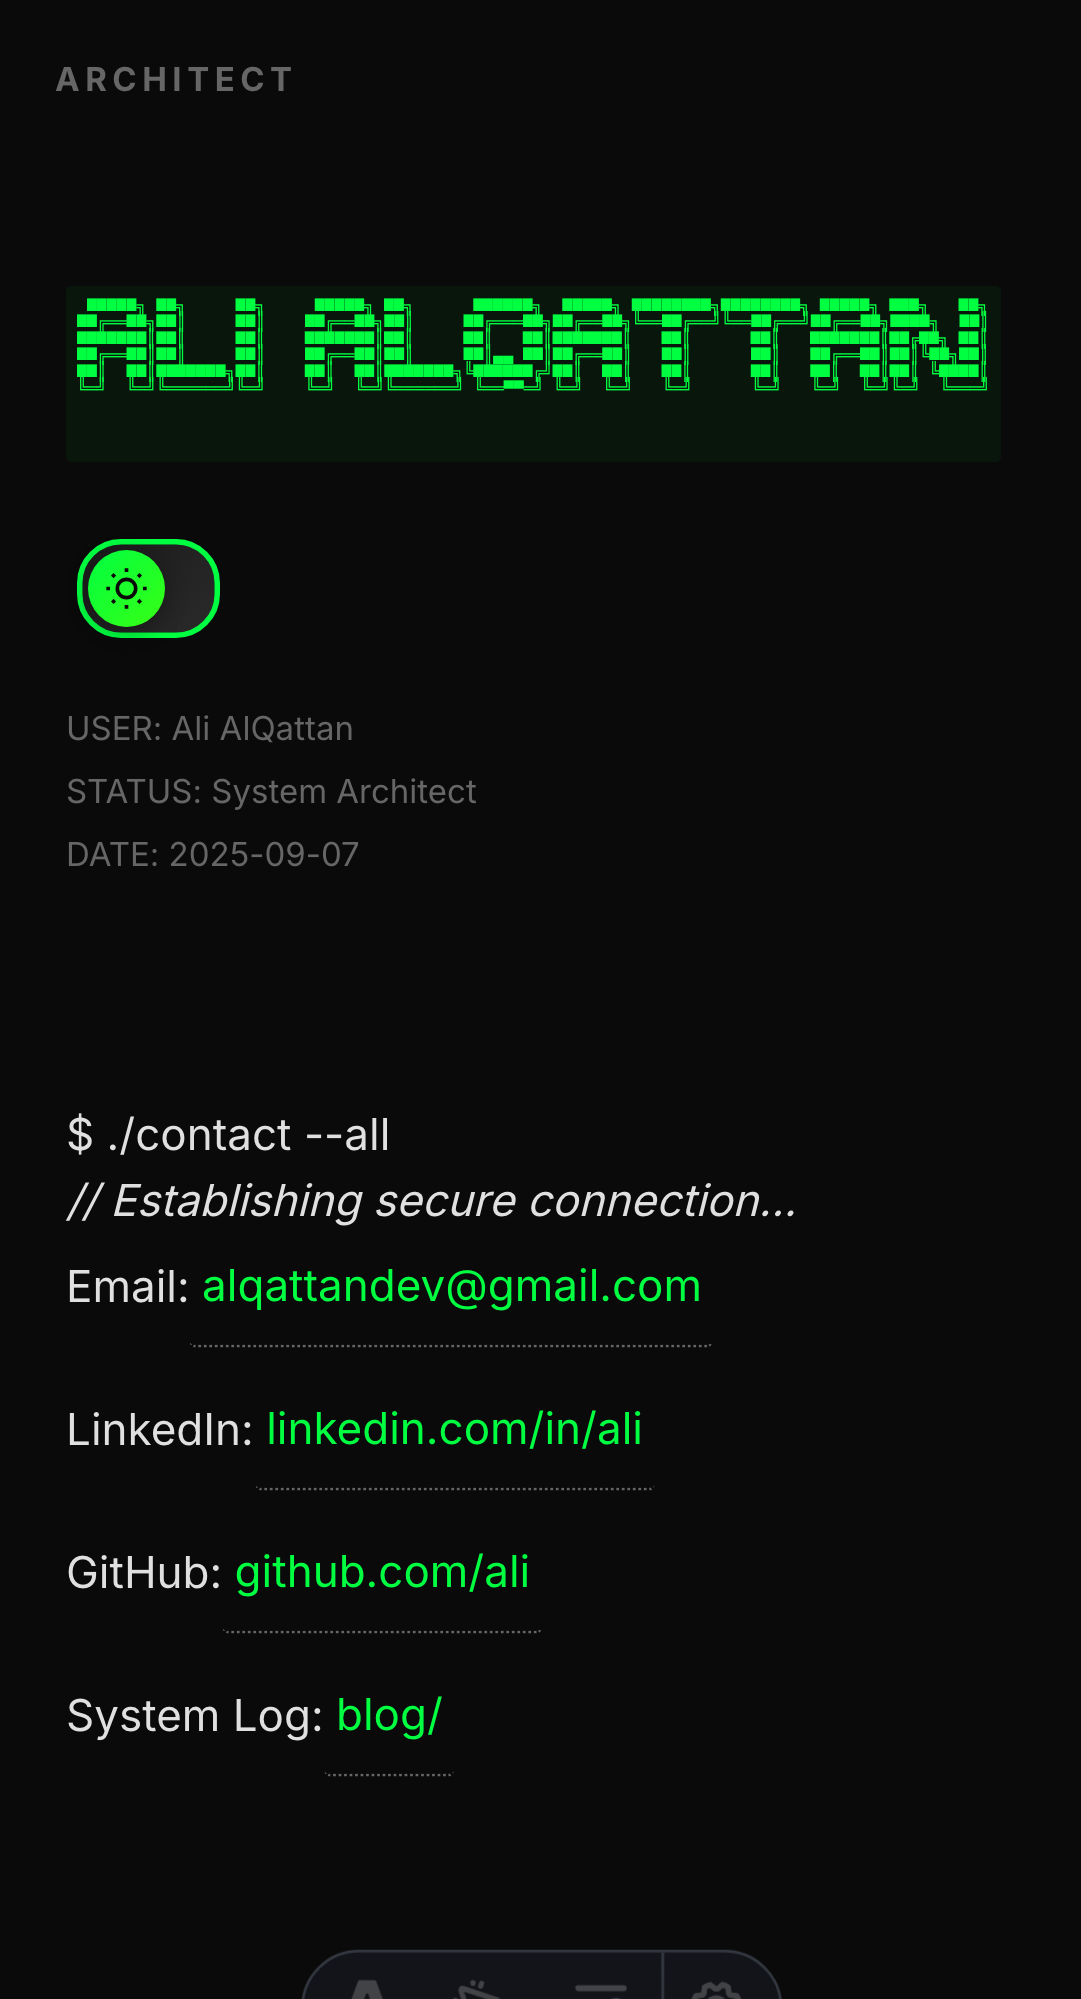 ARCHITECT
ALI ALQATTAN
USER: Ali AlQattan
STATUS: System Architect
DATE: 2025-09-07
$ ./contact --all
// Establishing secure connection...
Email: alqattandev@gmail.com
LinkedIn: linkedin.com/in/ali
GitHub: github.com/ali
System Log: blog/